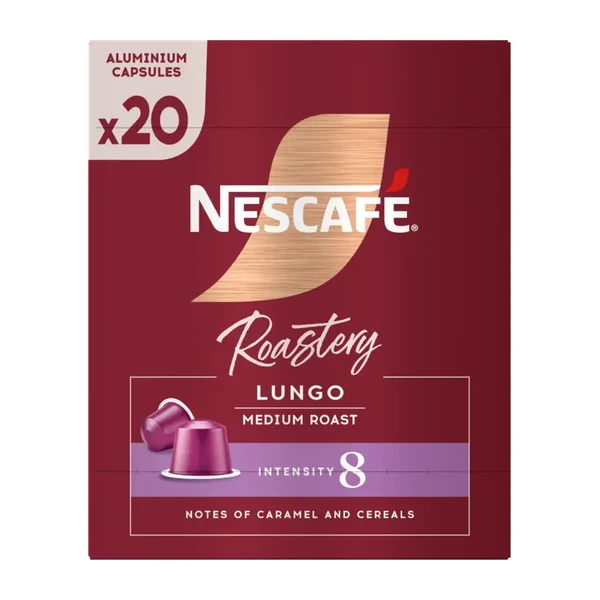 ALUMINIUM
CAPSULES
x20
NESCAFÉ®
Roastery
LUNGO
MEDIUM ROAST
INTENSITY 8
NOTES OF CARAMEL AND CEREALS